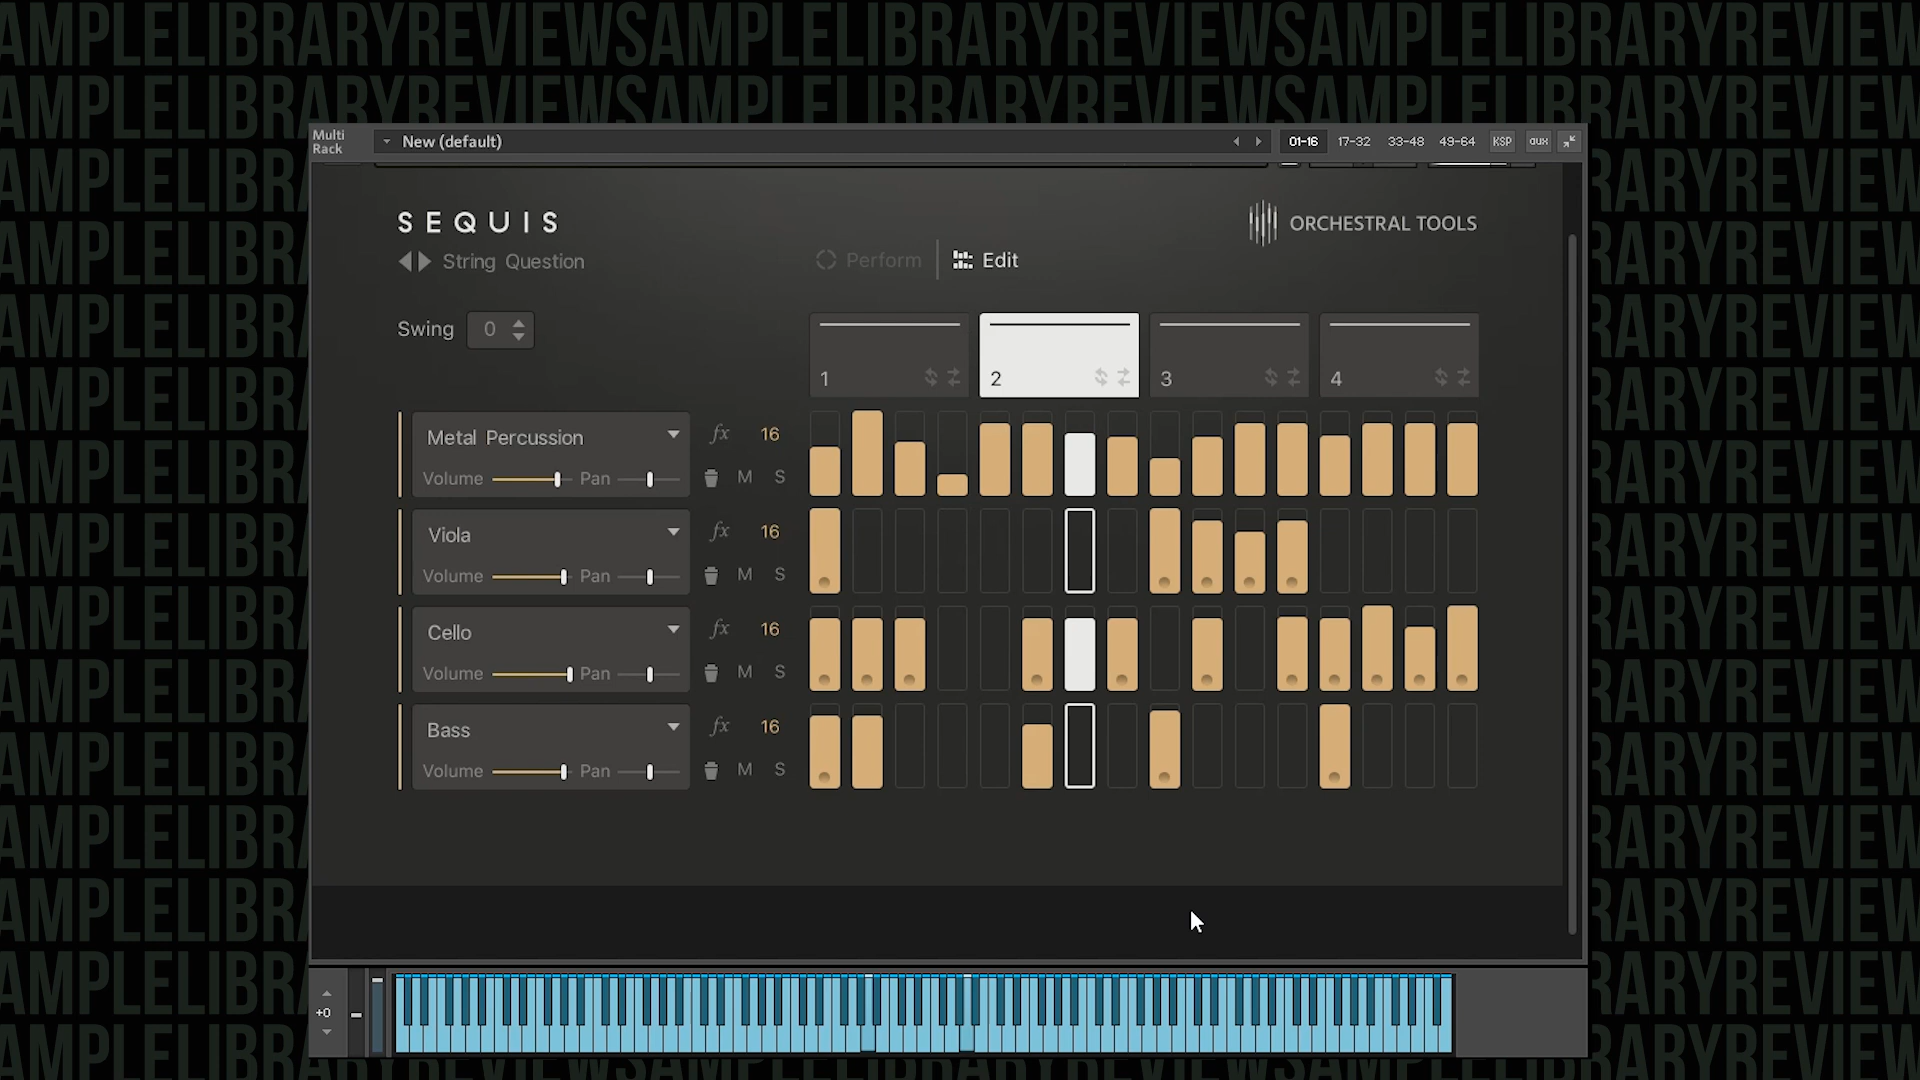 AMPLELIBRARYREVIEWSAMPLELIBRARYREVIEWSAMPLELIBRARYREVIEW
AMPLELIBRARYREVIEWSAMPLELIBRARYREVIEWSAMPLELIBRARYREVIEW
Multi
Rack
New (default)
01-16
17-32
33-48
49-64
KSP
aux
SEQUIS
ORCHESTRAL TOOLS
String Question
Perform
Edit
Swing
0
1
2
3
4
Metal Percussion
fx
16
Volume
Pan
M
S
Viola
fx
16
Volume
Pan
M
S
Cello
fx
16
Volume
Pan
M
S
Bass
fx
16
Volume
Pan
M
S
+0